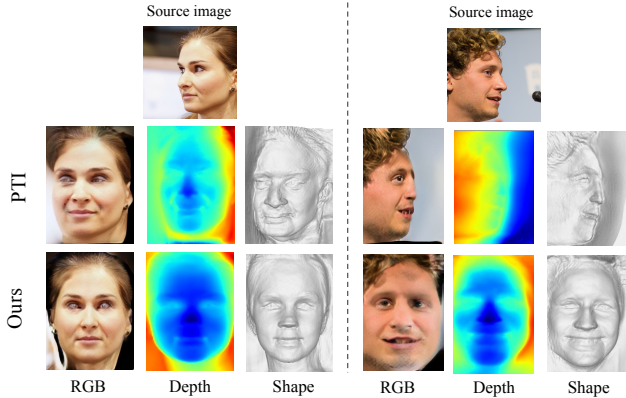 Source image
Source image
PTI
Ours
RGB
Depth
Shape
RGB
Depth
Shape